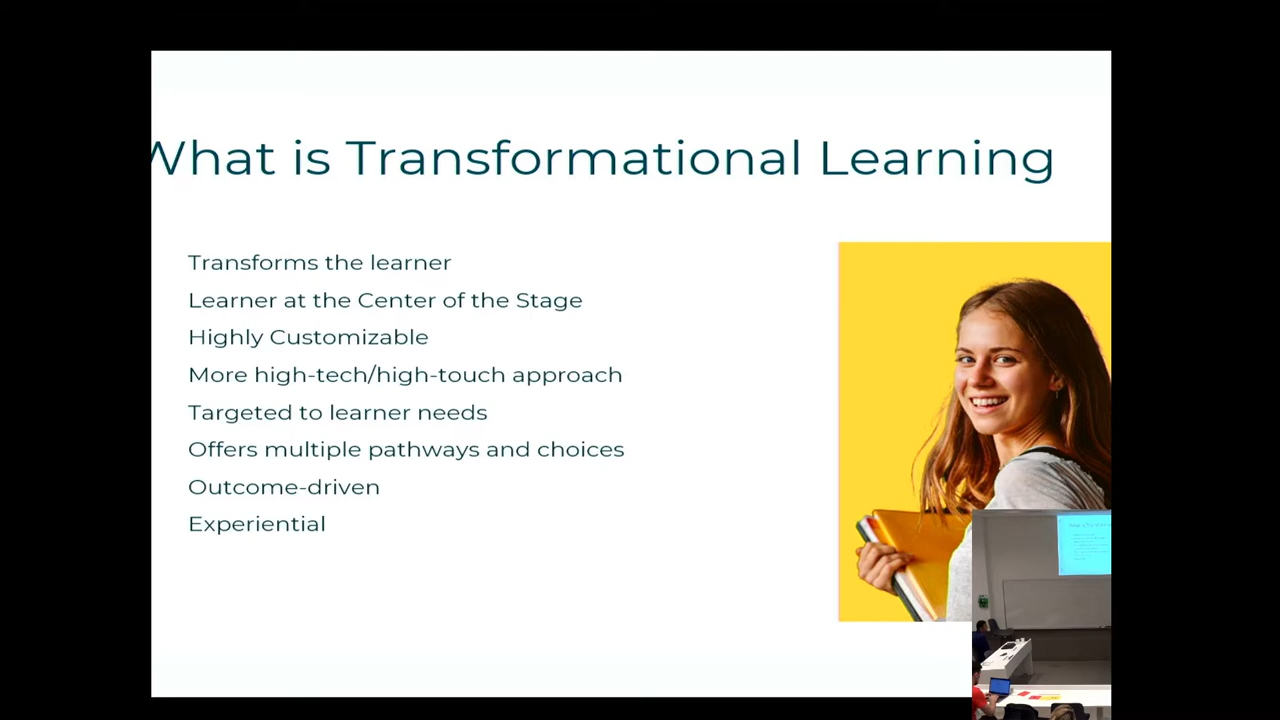 What is Transformational Learning
Transforms the learner
Learner at the Center of the Stage
Highly Customizable
More high-tech/high-touch approach
Targeted to learner needs
Offers multiple pathways and choices
Outcome-driven
Experiential